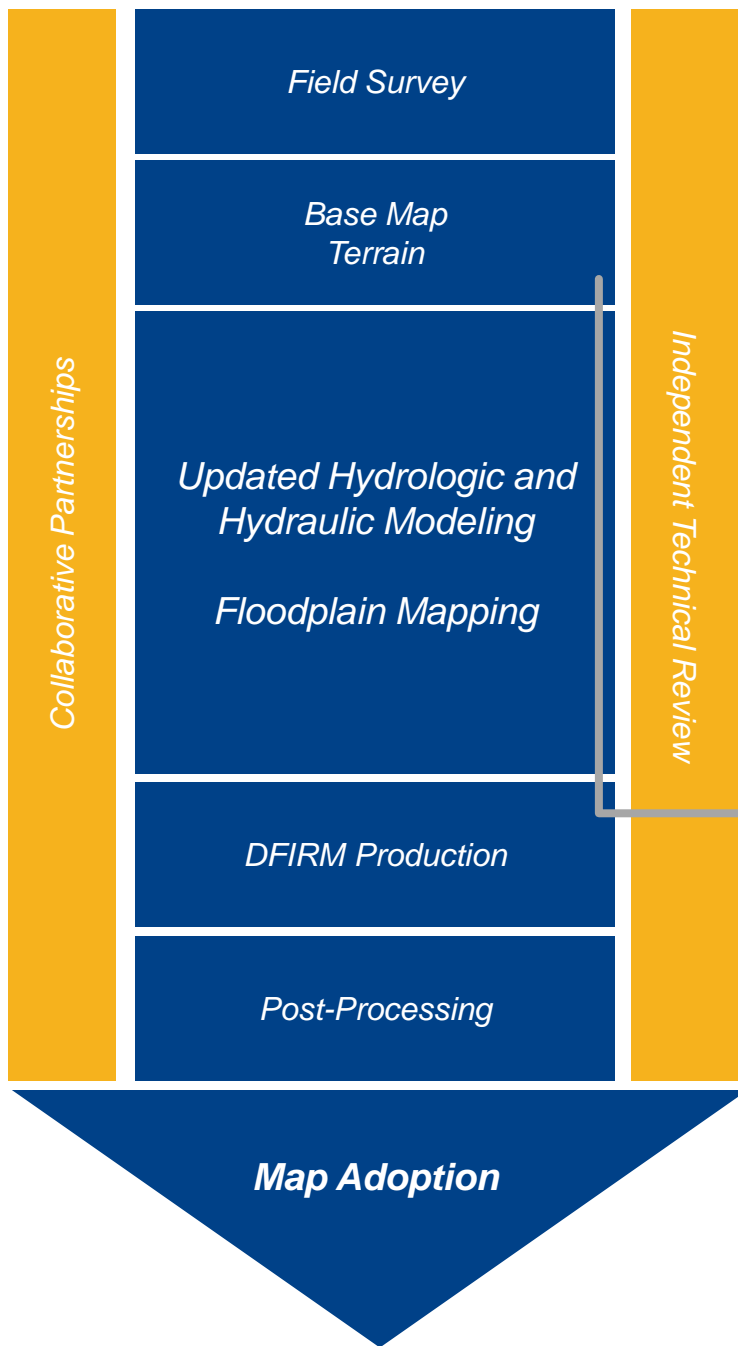 Field Survey
Base Map
Terrain
Collaborative Partnerships
Updated Hydrologic and
Hydraulic Modeling
Floodplain Mapping
Independent Technical Review
DFIRM Production
Post-Processing
Map Adoption